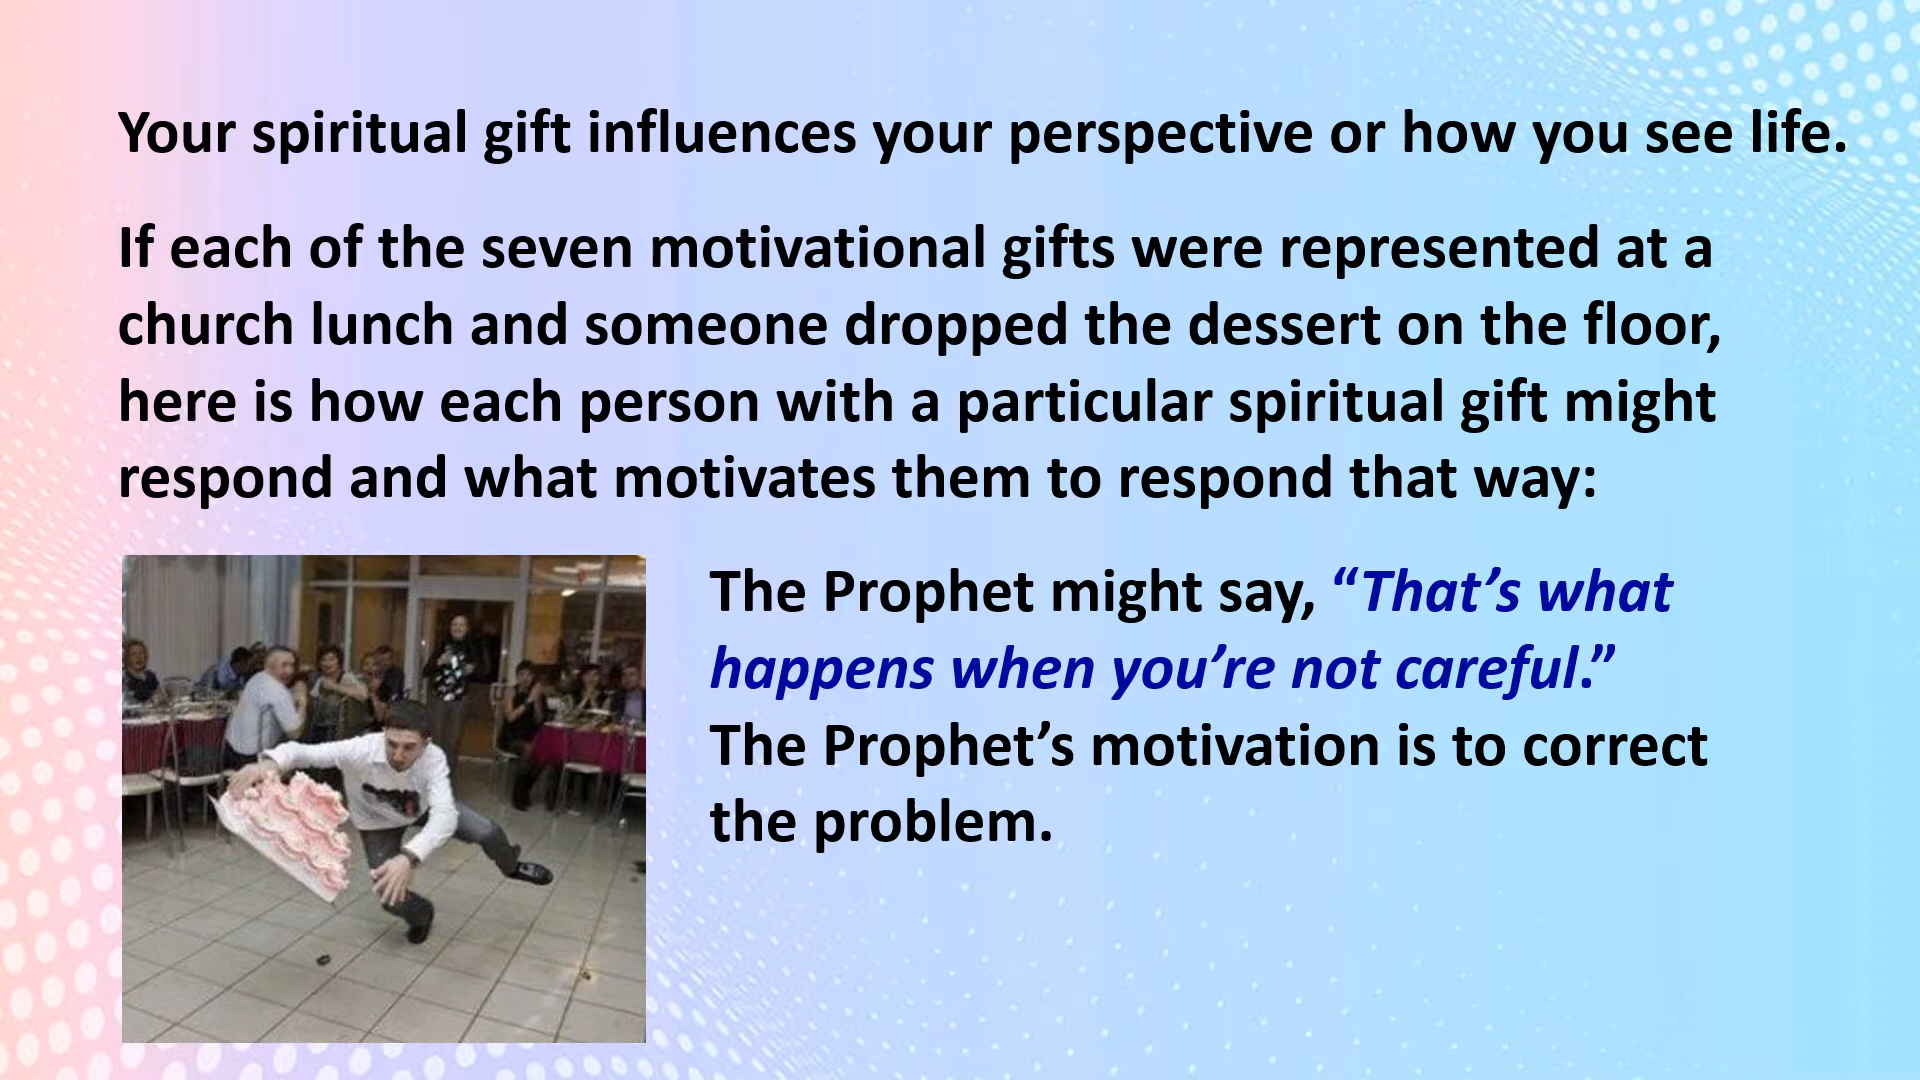 Your spiritual gift influences your perspective or how you see life.
If each of the seven motivational gifts were represented at a
church lunch and someone dropped the dessert on the floor,
here is how each person with a particular spiritual gift might
respond and what motivates them to respond that way:
The Prophet might say, “That’s what
happens when you’re not careful.”
The Prophet’s motivation is to correct
the problem.